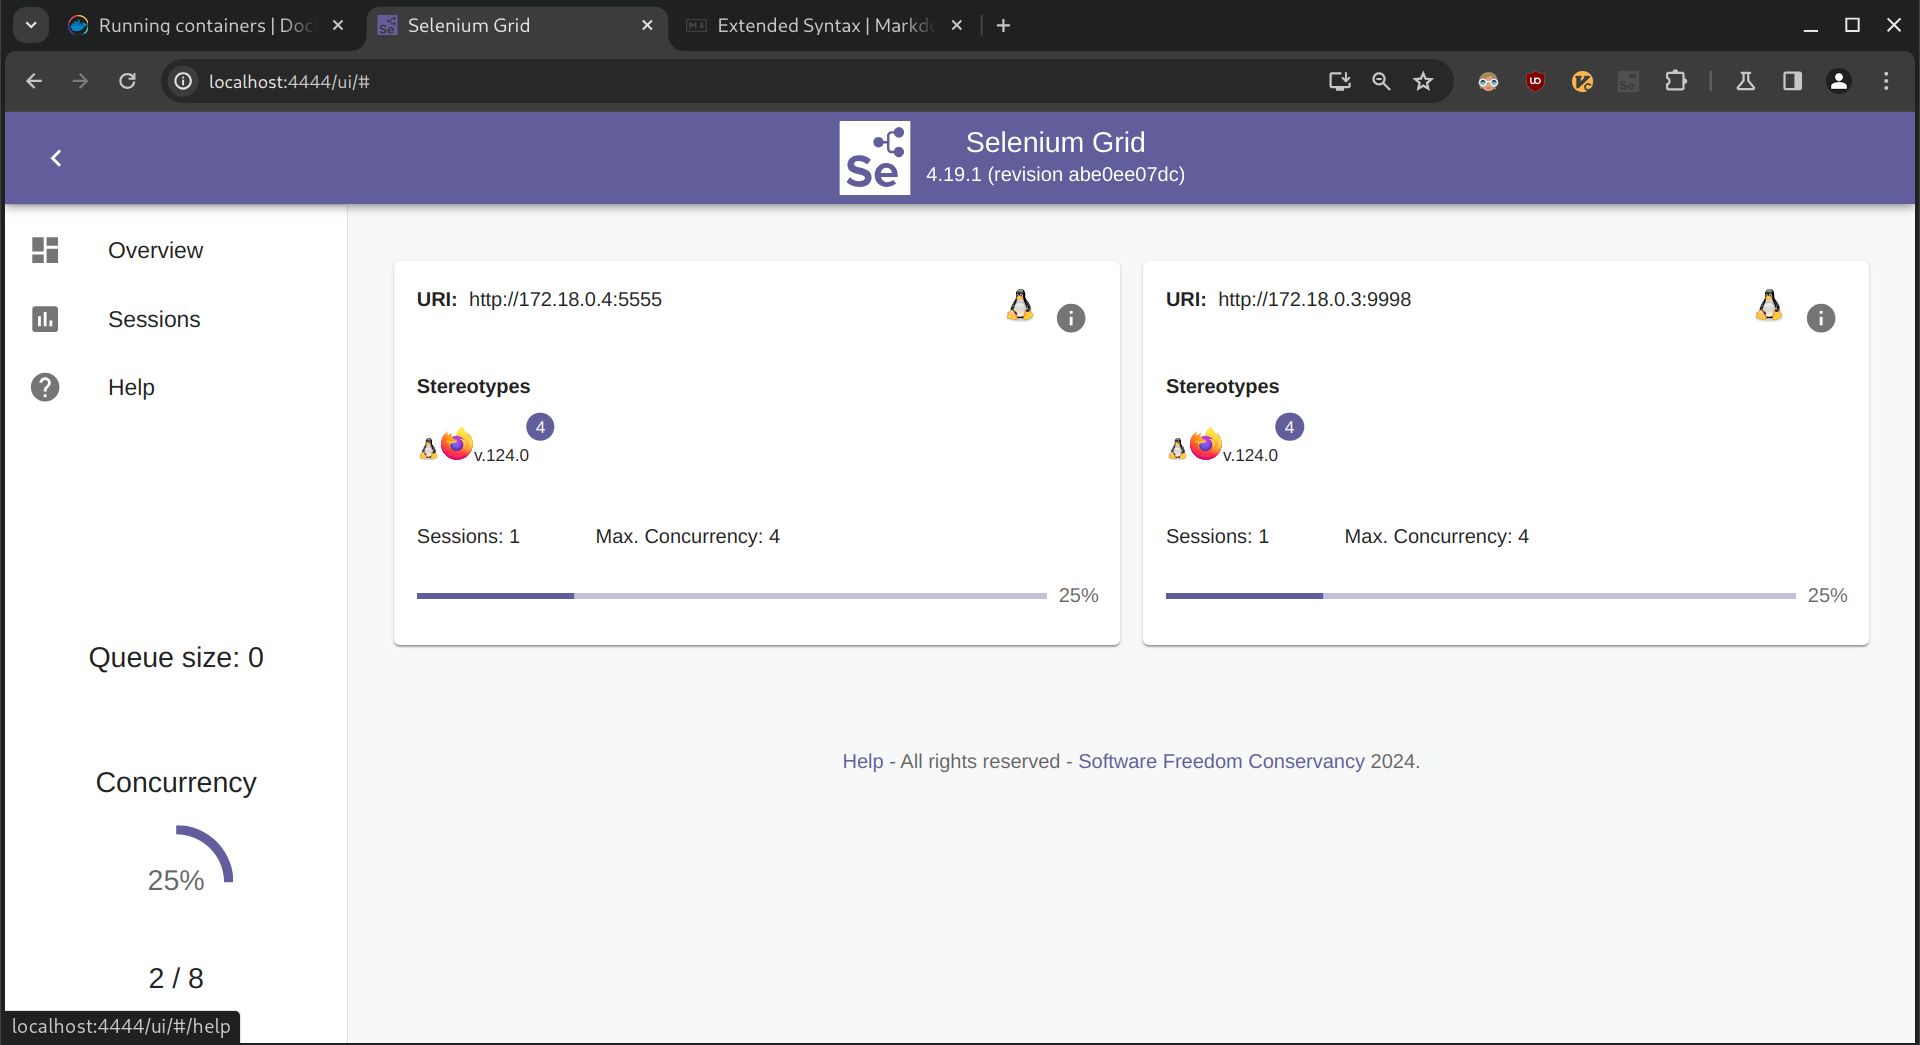 Running containers | Doc
Selenium Grid
Extended Syntax | Markdo
localhost:4444/ui/#
Se
Selenium Grid
4.19.1 (revision abe0ee07dc)
Overview
Sessions
Help
URI: http://172.18.0.4:5555
Stereotypes
4
v.124.0
Sessions: 1
Max. Concurrency: 4
25%
URI: http://172.18.0.3:9998
Stereotypes
4
v.124.0
Sessions: 1
Max. Concurrency: 4
25%
Queue size: 0
Concurrency
25%
2 / 8
Help - All rights reserved - Software Freedom Conservancy 2024.
localhost:4444/ui/#/help